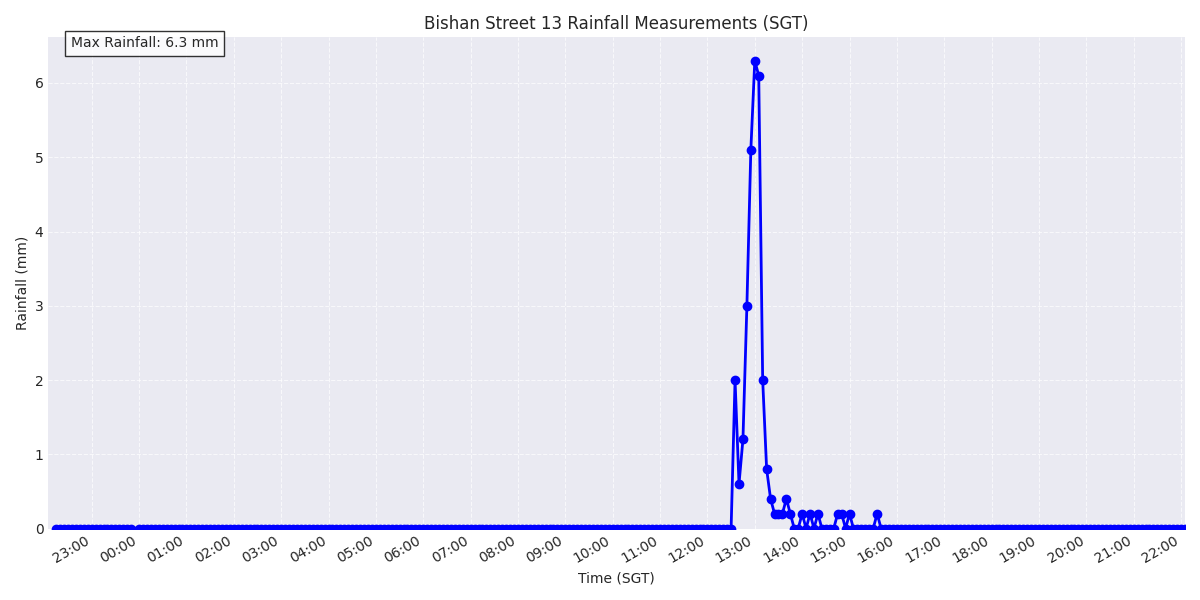 Bishan Street 13 Rainfall Measurements (SGT)
Max Rainfall: 6.3 mm
Rainfall (mm)
6
5
4
3
2
1
0
23:00 00:00 01:00 02:00 03:00 04:00 05:00 06:00 07:00 08:00 09:00 10:00 11:00 12:00 13:00 14:00 15:00 16:00 17:00 18:00 19:00 20:00 21:00 22:00
Time (SGT)